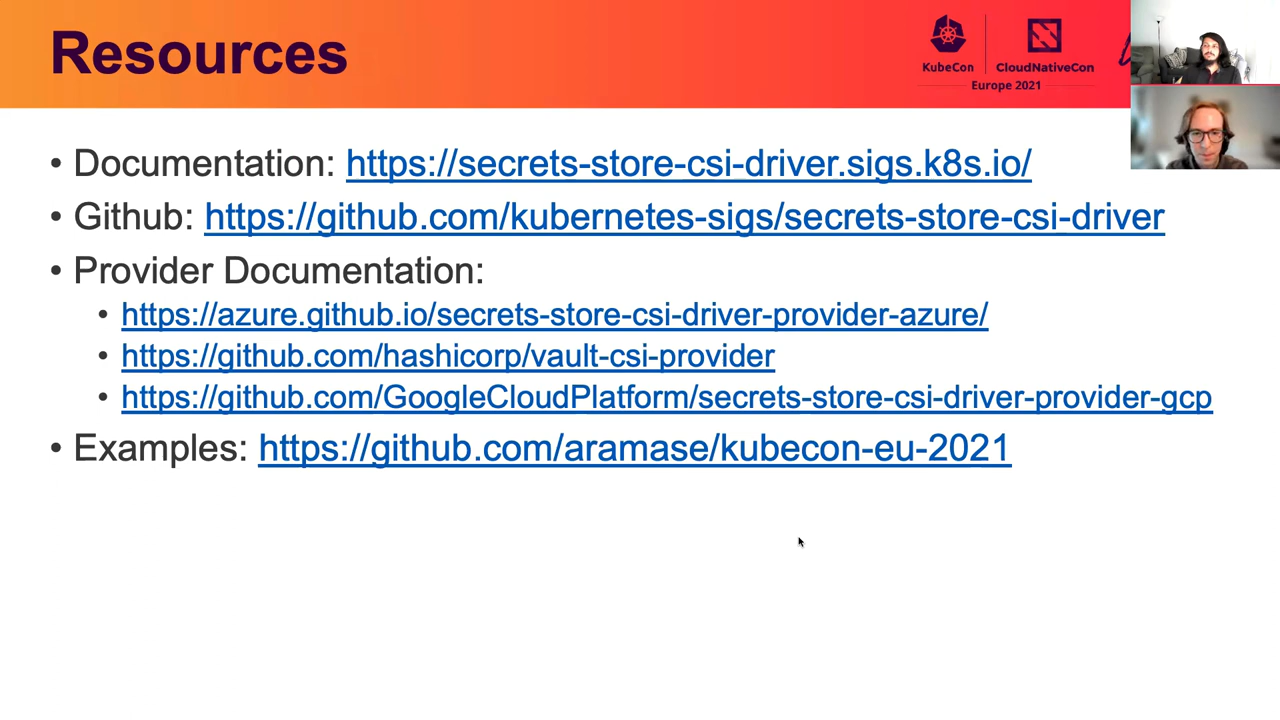 Resources
KubeCon
CloudNativeCon
Europe 2021
• Documentation: https://secrets-store-csi-driver.sigs.k8s.io/
• Github: https://github.com/kubernetes-sigs/secrets-store-csi-driver
• Provider Documentation:
• https://azure.github.io/secrets-store-csi-driver-provider-azure/
• https://github.com/hashicorp/vault-csi-provider
• https://github.com/GoogleCloudPlatform/secrets-store-csi-driver-provider-gcp
• Examples: https://github.com/aramase/kubecon-eu-2021